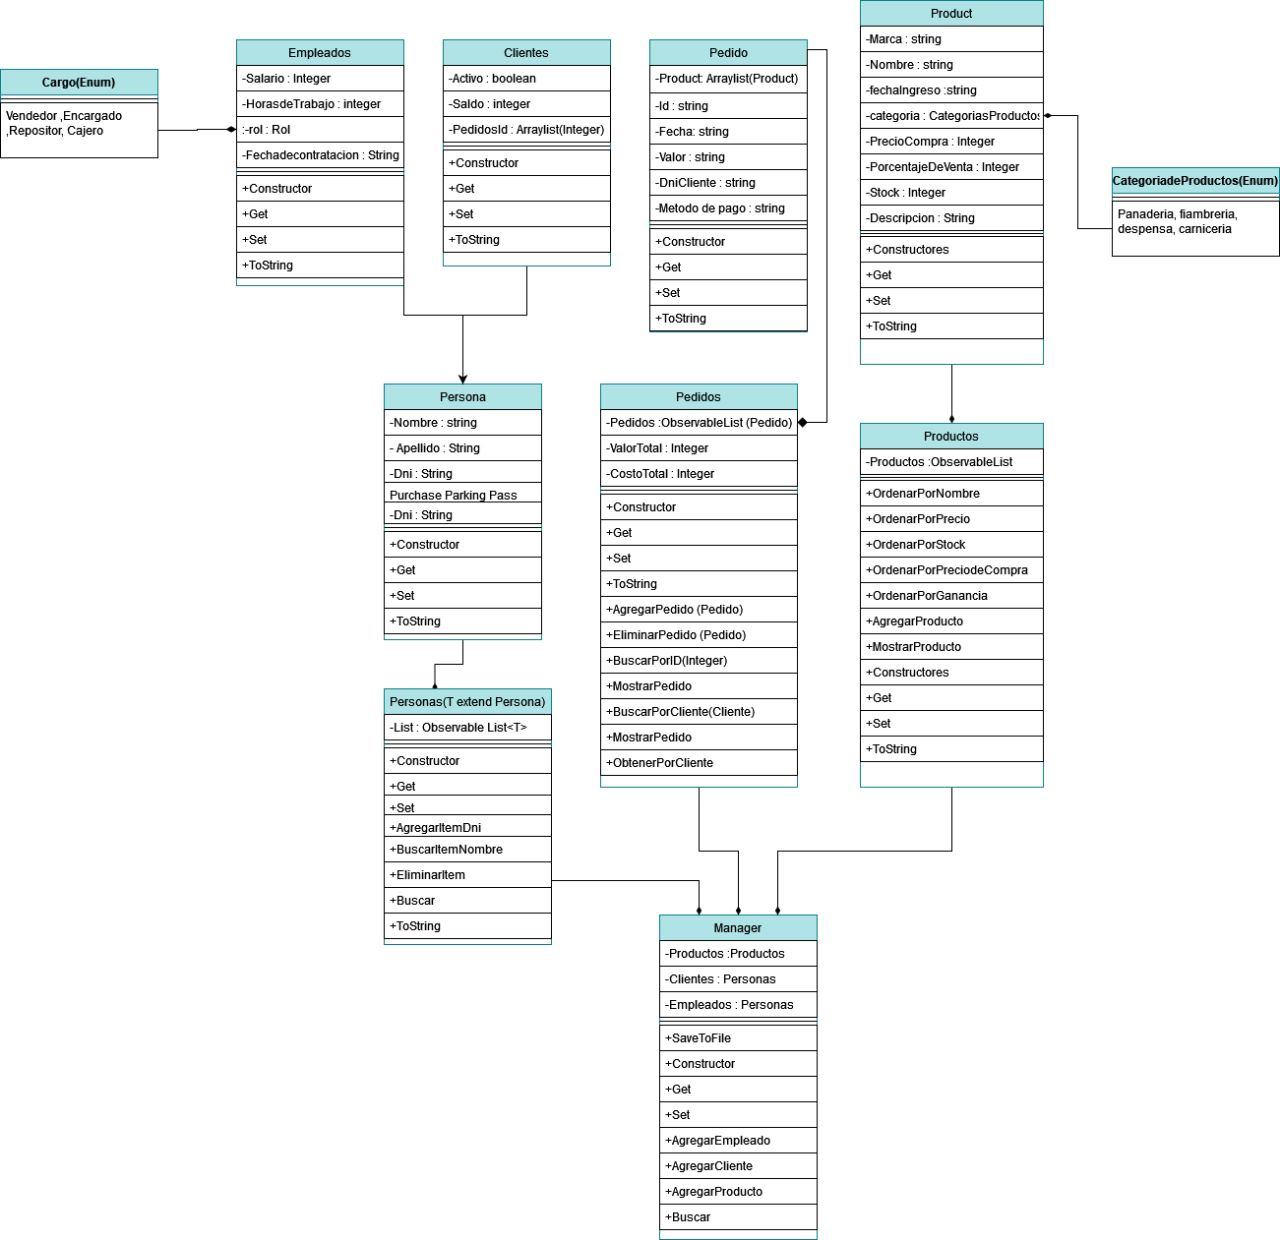 Cargo(Enum)
Vendedor ,Encargado
,Repositor, Cajero
Empleados
-Salario : Integer
-HorasdeTrabajo : integer
:-rol : Rol
-Fechadecontratacion : String
+Constructor
+Get
+Set
+ToString
Clientes
-Activo : boolean
-Saldo : integer
-PedidosId : Arraylist(Integer)
+Constructor
+Get
+Set
+ToString
Pedido
-Product: Arraylist(Product)
-Id : string
-Fecha: string
-Valor : string
-DniCliente : string
-Metodo de pago : string
+Constructor
+Get
+Set
+ToString
Product
-Marca : string
-Nombre : string
-fechaIngreso :string
-categoria : CategoriasProductos
-PrecioCompra : Integer
-PorcentajeDeVenta : Integer
-Stock : Integer
-Descripcion : String
+Constructores
+Get
+Set
+ToString
CategoriadeProductos(Enum)
Panaderia, fiambreria,
despensa, carniceria
Persona
-Nombre : string
- Apellido : String
-Dni : String
Purchase Parking Pass
-Dni : String
+Constructor
+Get
+Set
+ToString
Pedidos
-Pedidos :ObservableList (Pedido)
-ValorTotal : Integer
-CostoTotal : Integer
+Constructor
+Get
+Set
+ToString
+AgregarPedido (Pedido)
+EliminarPedido (Pedido)
+BuscarPorID(Integer)
+MostrarPedido
+BuscarPorCliente(Cliente)
+MostrarPedido
+ObtenerPorCliente
Productos
-Productos :ObservableList
+OrdenarPorNombre
+OrdenarPorPrecio
+OrdenarPorStock
+OrdenarPorPreciodeCompra
+OrdenarPorGanancia
+AgregarProducto
+MostrarProducto
+Constructores
+Get
+Set
+ToString
Personas(T extend Persona)
-List : Observable List<T>
+Constructor
+Get
+Set
+AgregarItemDni
+BuscarItemNombre
+EliminarItem
+Buscar
+ToString
Manager
-Productos :Productos
-Clientes : Personas
-Empleados : Personas
+SaveToFile
+Constructor
+Get
+Set
+AgregarEmpleado
+AgregarCliente
+AgregarProducto
+Buscar